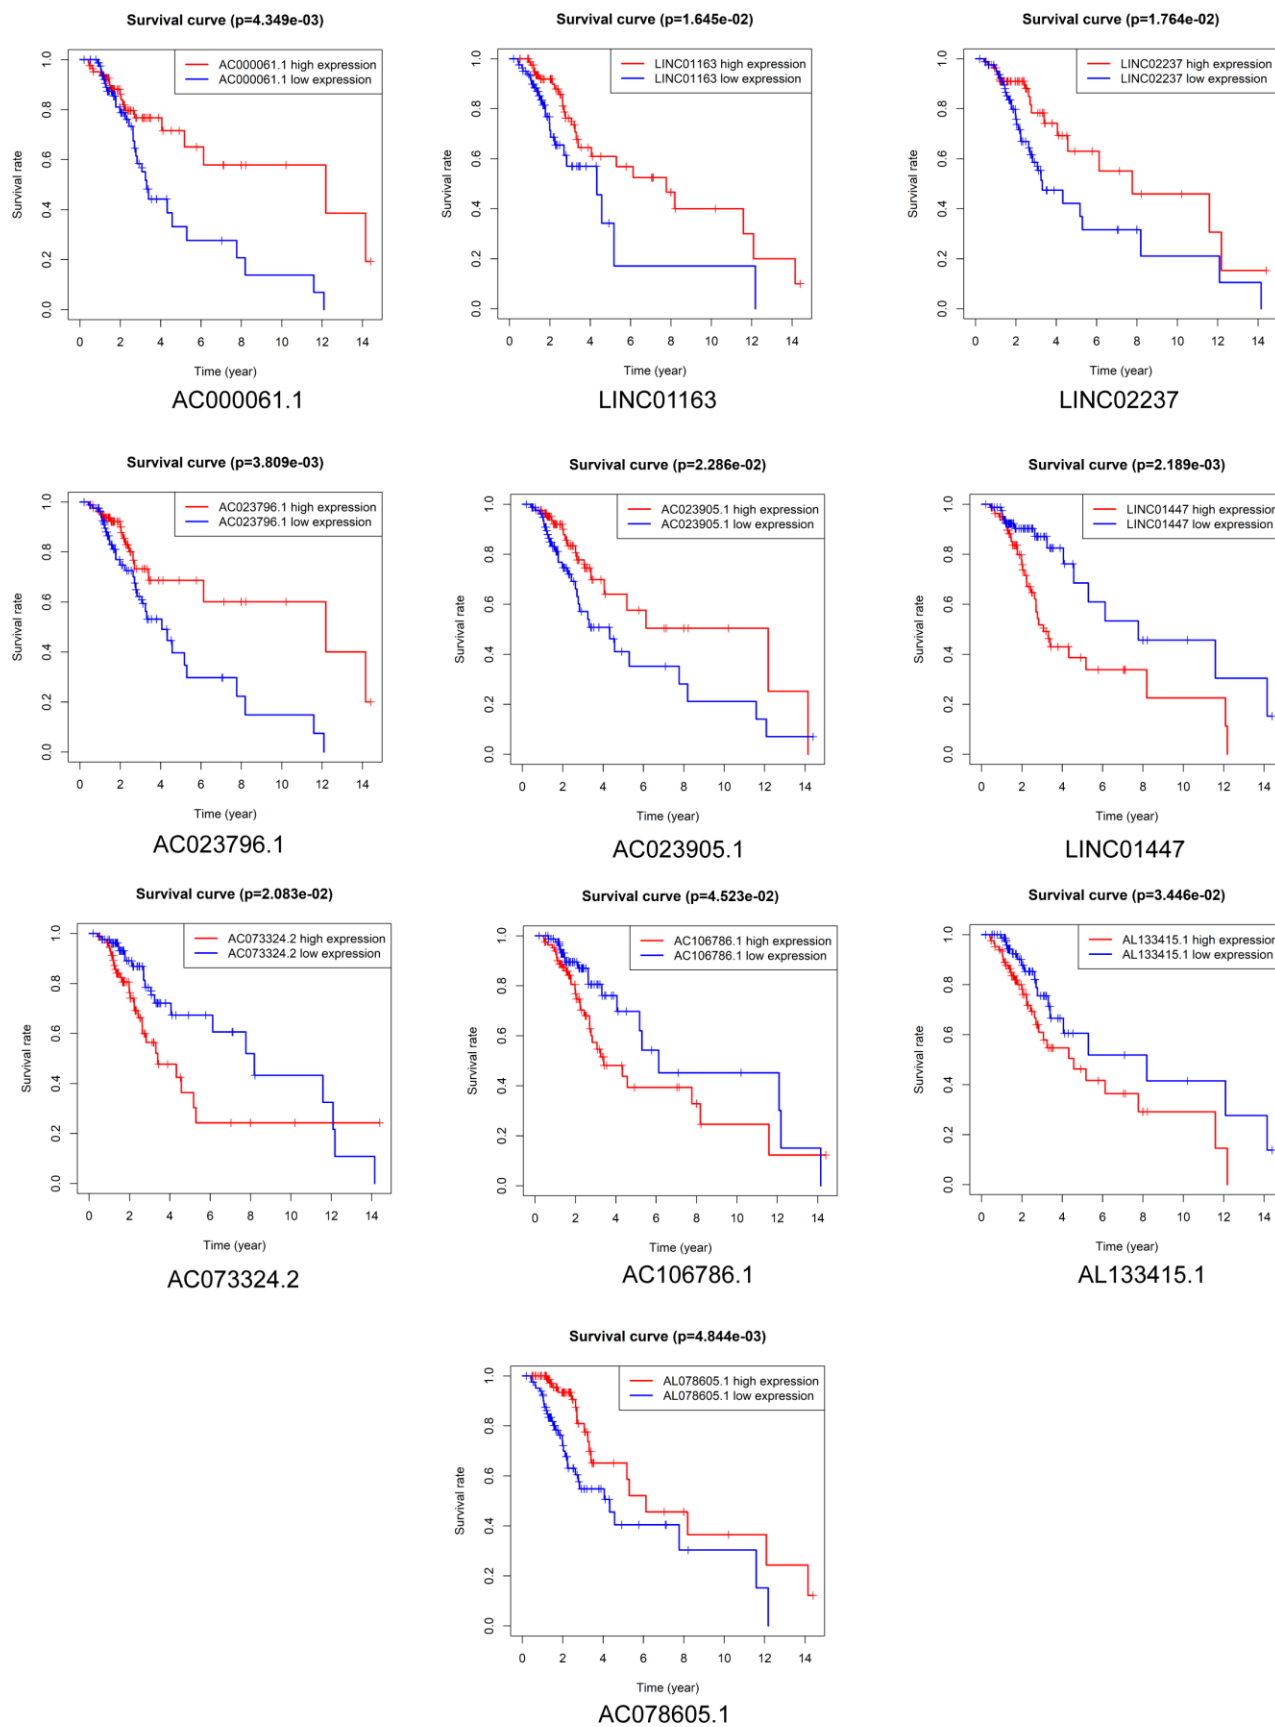 Survival curve (p=4.349e-03)
AC000061.1 high expression
AC000061.1 low expression
Survival rate
0.0 0.2 0.4 0.6 0.8 1.0
0 2 4 6 8 10 12 14
Time (year)
AC000061.1
Survival curve (p=1.645e-02)
LINC01163 high expression
LINC01163 low expression
Survival rate
0.0 0.2 0.4 0.6 0.8 1.0
0 2 4 6 8 10 12 14
Time (year)
LINC01163
Survival curve (p=1.764e-02)
LINC02237 high expression
LINC02237 low expression
Survival rate
0.0 0.2 0.4 0.6 0.8 1.0
0 2 4 6 8 10 12 14
Time (year)
LINC02237
Survival curve (p=3.809e-03)
AC023796.1 high expression
AC023796.1 low expression
Survival rate
0.0 0.2 0.4 0.6 0.8 1.0
0 2 4 6 8 10 12 14
Time (year)
AC023796.1
Survival curve (p=2.286e-02)
AC023905.1 high expression
AC023905.1 low expression
Survival rate
0.0 0.2 0.4 0.6 0.8 1.0
0 2 4 6 8 10 12 14
Time (year)
AC023905.1
Survival curve (p=2.189e-03)
LINC01447 high expression
LINC01447 low expression
Survival rate
0.0 0.2 0.4 0.6 0.8 1.0
0 2 4 6 8 10 12 14
Time (year)
LINC01447
Survival curve (p=2.083e-02)
AC073324.2 high expression
AC073324.2 low expression
Survival rate
0.0 0.2 0.4 0.6 0.8 1.0
0 2 4 6 8 10 12 14
Time (year)
AC073324.2
Survival curve (p=4.523e-02)
AC106786.1 high expression
AC106786.1 low expression
Survival rate
0.0 0.2 0.4 0.6 0.8 1.0
0 2 4 6 8 10 12 14
Time (year)
AC106786.1
Survival curve (p=3.446e-02)
AL133415.1 high expression
AL133415.1 low expression
Survival rate
0.0 0.2 0.4 0.6 0.8 1.0
0 2 4 6 8 10 12 14
Time (year)
AL133415.1
Survival curve (p=4.844e-03)
AL078605.1 high expression
AL078605.1 low expression
Survival rate
0.0 0.2 0.4 0.6 0.8 1.0
0 2 4 6 8 10 12 14
Time (year)
AC078605.1